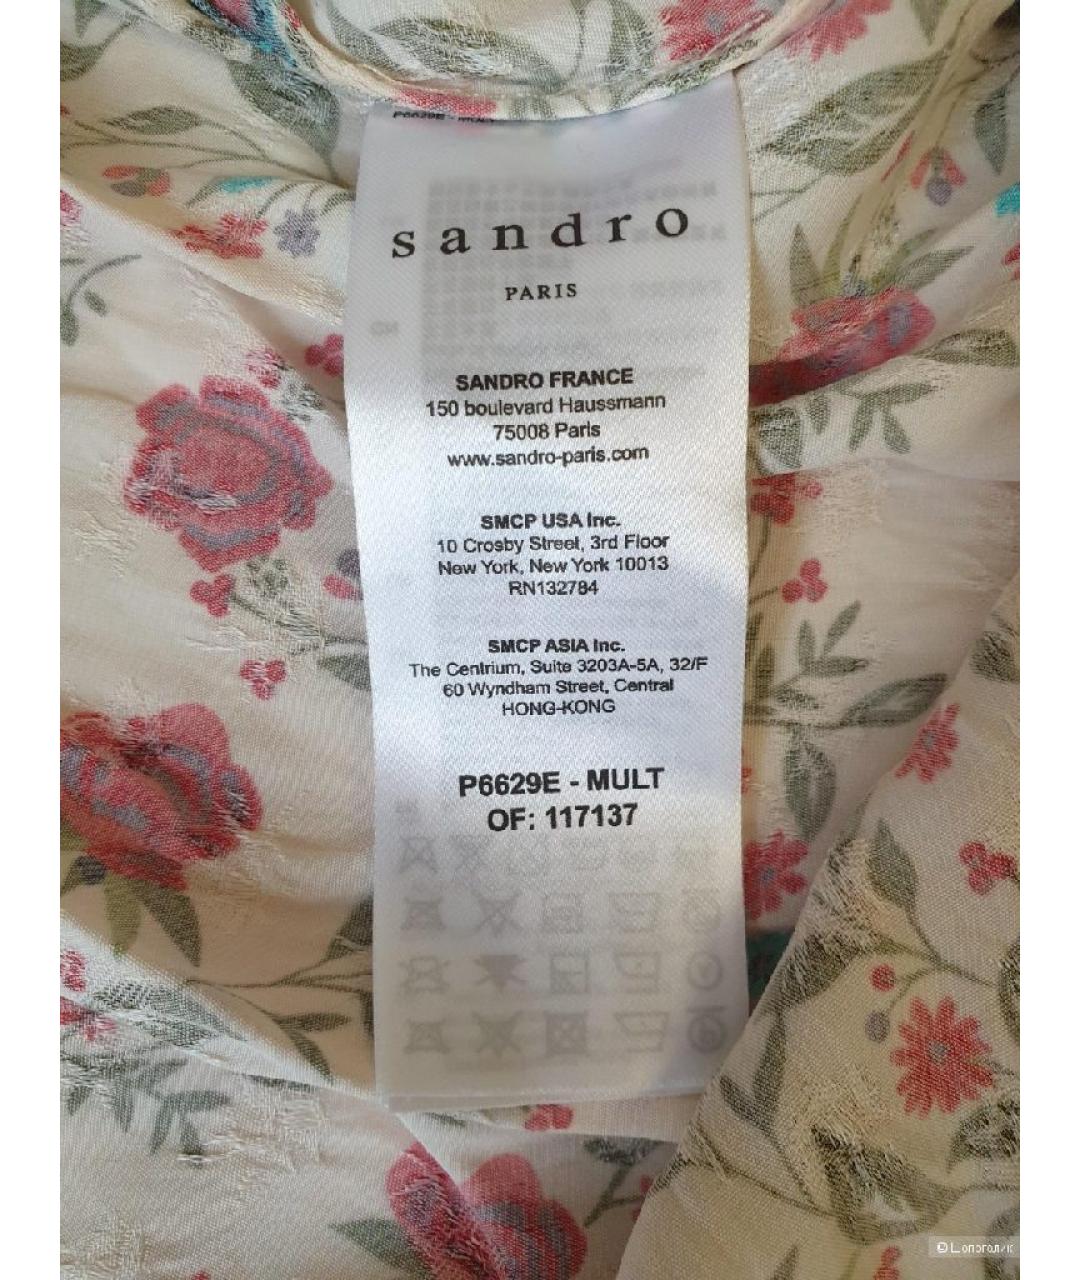 sandro
PARIS
SANDRO FRANCE
150 boulevard Haussmann
75008 Paris
www.sandro-paris.com
SMCP USA Inc.
10 Crosby Street, 3rd Floor
New York, New York 10013
RN132784
SMCP ASIA Inc.
The Centrium, Suite 3203A-5A, 32/F
60 Wyndham Street, Central
HONG-KONG
P6629E - MULT
OF: 117137